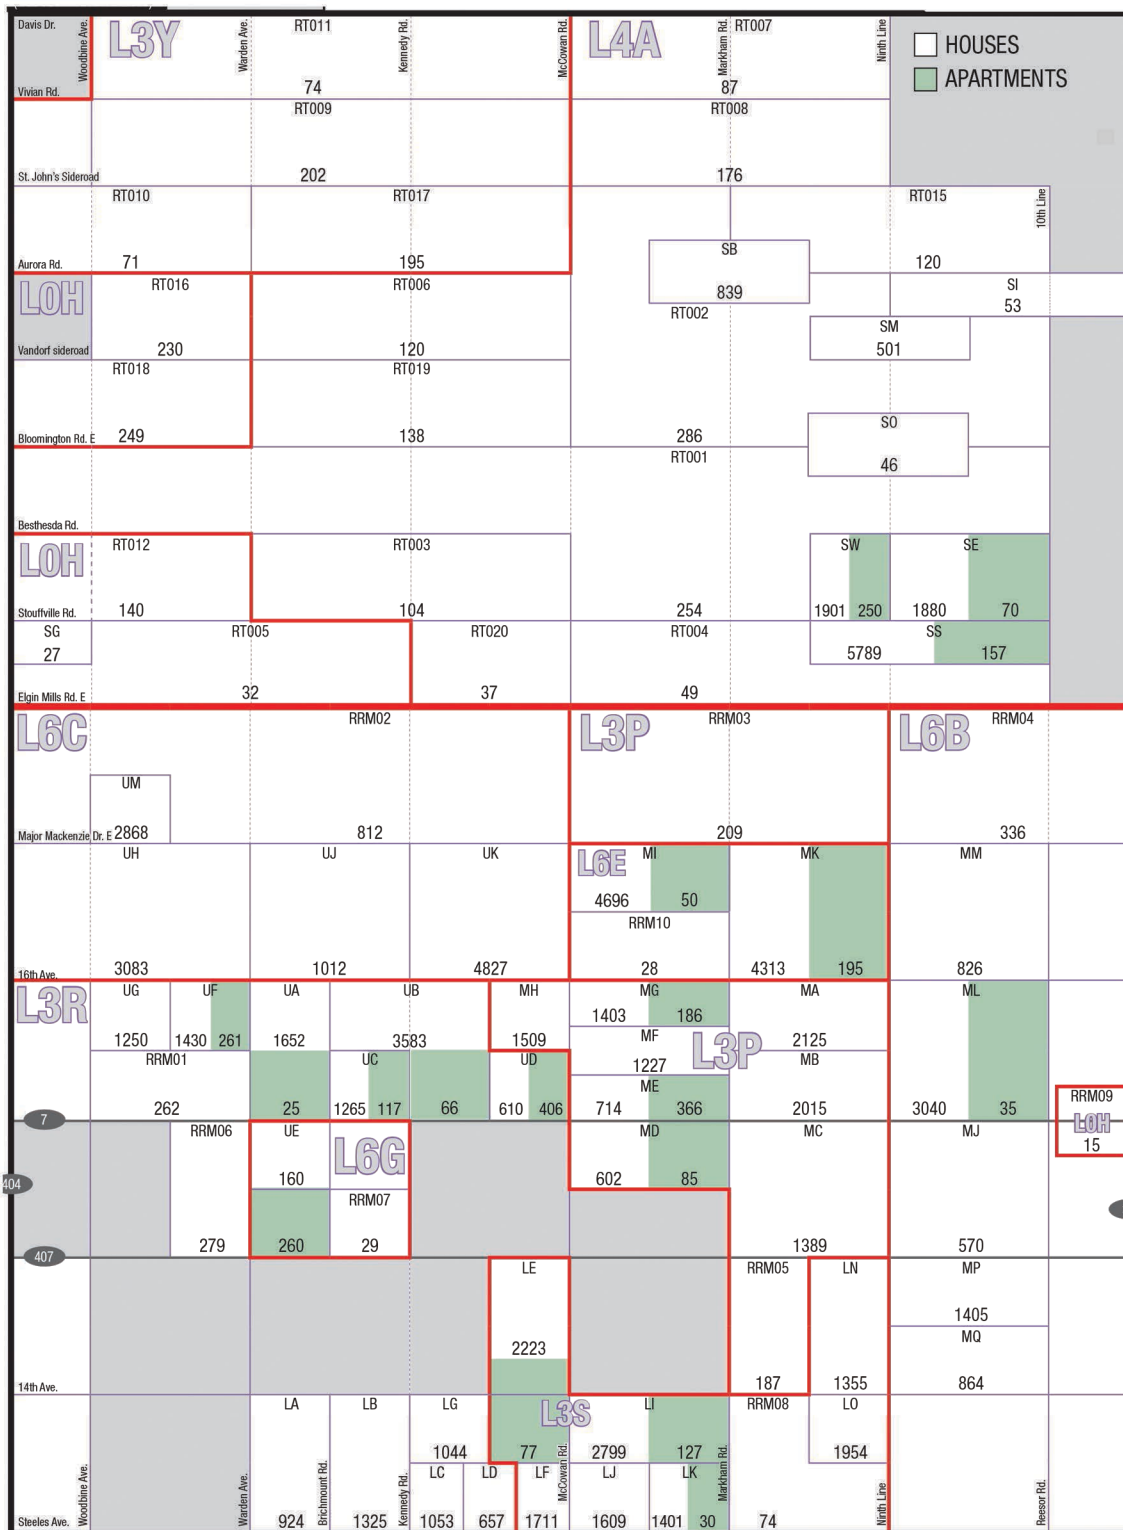 Davis Dr.
Woodbine Ave.
L3Y
Warden Ave.
RT011
Kennedy Rd.
McCowan Rd.
L4A
Markham Rd.
RT007
Ninth Line
HOUSES
APARTMENTS
Vivian Rd.
74
87
RT009
RT008
St. John's Sideroad
202
176
RT010
RT017
RT015
10th Line
Aurora Rd.
71
195
SB
839
120
L0H
RT016
RT006
RT002
SI
53
SM
501
Vandorf sideroad
230
120
RT018
RT019
SO
46
Bloomington Rd. E
249
138
286
RT001
Besthesda Rd.
L0H
RT012
RT003
SW
SE
Stouffville Rd.
140
104
254
1901
250
1880
70
SG
27
RT005
RT020
RT004
SS
5789
157
Elgin Mills Rd. E
32
37
49
L6C
RRM02
L3P
RRM03
L6B
RRM04
UM
Major Mackenzie Dr. E
2868
812
209
336
UH
UJ
UK
L6E
MI
MK
MM
4696
50
RRM10
16th Ave.
3083
1012
4827
28
4313
195
826
L3R
UG
UF
UA
UB
MH
MG
MA
ML
1403
186
1250
1430
261
1652
3583
1509
MF
L3P
2125
RRM01
UC
UD
1227
MB
ME
RRM09
262
25
1265
117
66
610
406
714
366
2015
3040
35
L0H
15
7
RRM06
UE
L6G
MD
MC
MJ
160
602
85
404
RRM07
279
260
29
1389
570
407
LE
RRM05
LN
MP
1405
2223
MQ
14th Ave.
187
1355
864
LA
LB
LG
L3S
LI
RRM08
LO
1044
77
2799
127
1954
LC
LD
LF
McCowan Rd.
LJ
LK
Markham Rd.
Steeles Ave.
Woodbine Ave.
Warden Ave.
924
Brichmount Rd.
1325
Kennedy Rd.
1053
657
1711
1609
1401
30
74
Ninth Line
Reesor Rd.